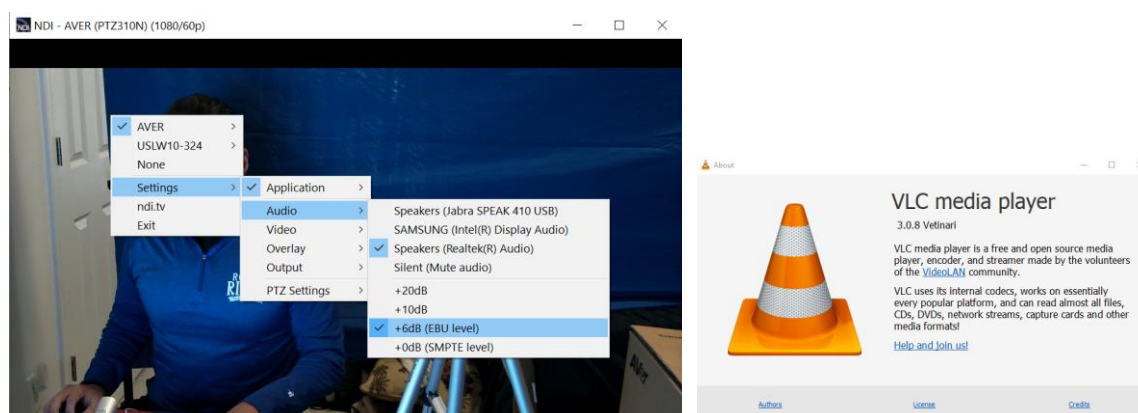 NDI - AVER (PTZ310N) (1080/60p)
AVER
USLW10-324
None
Settings
ndi.tv
Exit
Application
Audio
Video
Overlay
Output
PTZ Settings
Speakers (Jabra SPEAK 410 USB)
SAMSUNG (Intel(R) Display Audio)
Speakers (Realtek(R) Audio)
Silent (Mute audio)
+20dB
+10dB
+6dB (EBU level)
+0dB (SMPTE level)
About
VLC media player
3.0.8 Vetinari
VLC media player is a free and open source media
player, encoder, and streamer made by the volunteers
of the VideoLAN community.
VLC uses its internal codecs, works on essentially
every popular platform, and can read almost all files,
CDs, DVDs, network streams, capture cards and other
media formats!
Help and join us!
Authors
License
Credits